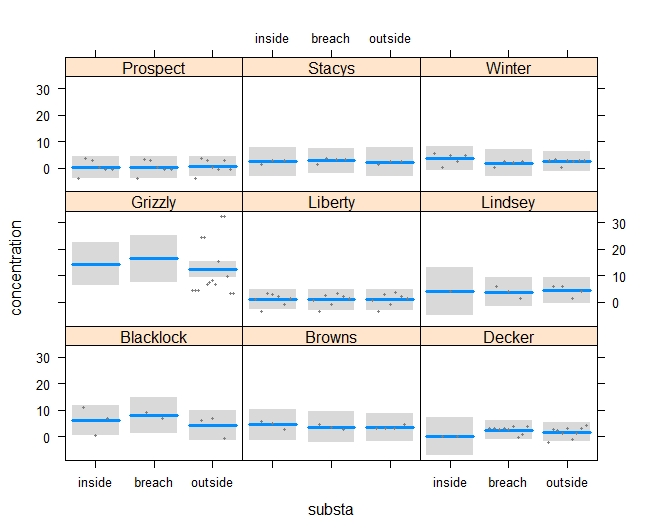 inside breach outside
Prospect Stacys Winter
30
20
10
0
Grizzly Liberty Lindsey
30
20
10
0
concentration
Blacklock Browns Decker
30
20
10
0
inside breach outside inside breach outside
substa